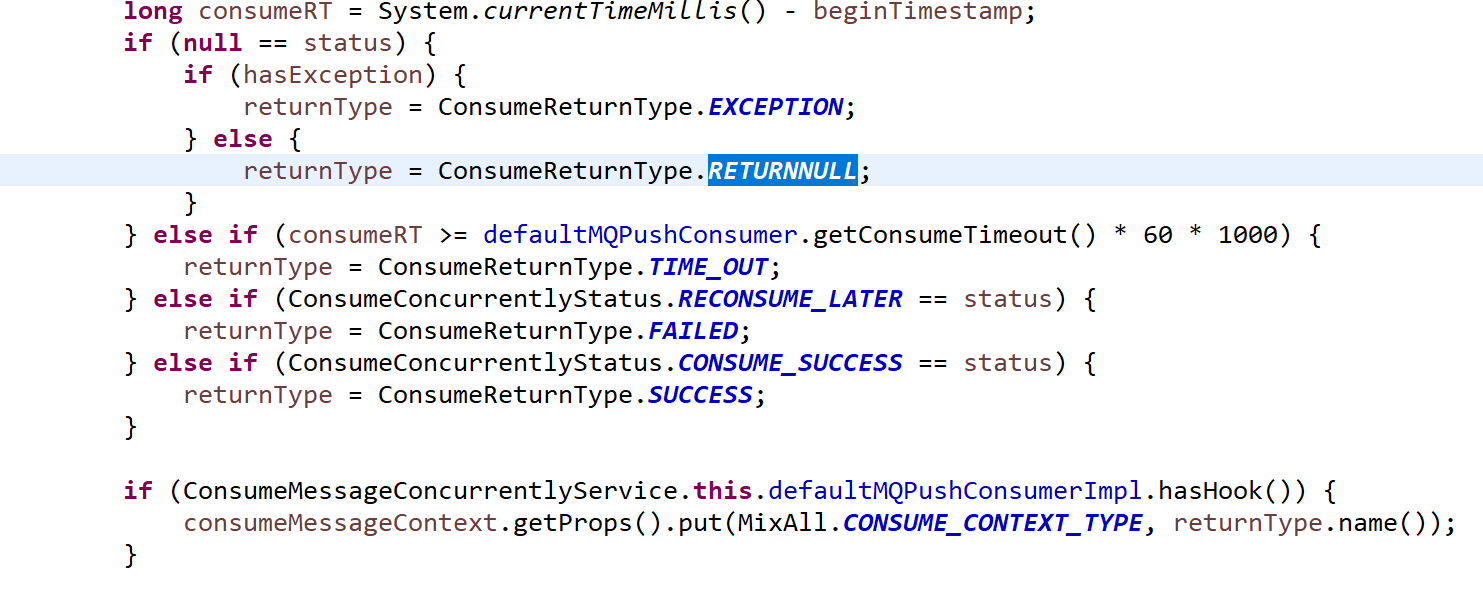 long consumeRT = System.currentTimeMillis() - beginTimestamp;
if (null == status) {
if (hasException) {
returnType = ConsumeReturnType.EXCEPTION;
} else {
returnType = ConsumeReturnType.RETURNNULL;
}
} else if (consumeRT >= defaultMQPushConsumer.getConsumeTimeout() * 60 * 1000) {
returnType = ConsumeReturnType.TIME_OUT;
} else if (ConsumeConcurrentlyStatus.RECONSUME_LATER == status) {
returnType = ConsumeReturnType.FAILED;
} else if (ConsumeConcurrentlyStatus.CONSUME_SUCCESS == status) {
returnType = ConsumeReturnType.SUCCESS;
}
if (ConsumeMessageConcurrentlyService.this.defaultMQPushConsumerImpl.hasHook()) {
consumeMessageContext.getProps().put(MixAll.CONSUME_CONTEXT_TYPE, returnType.name());
}